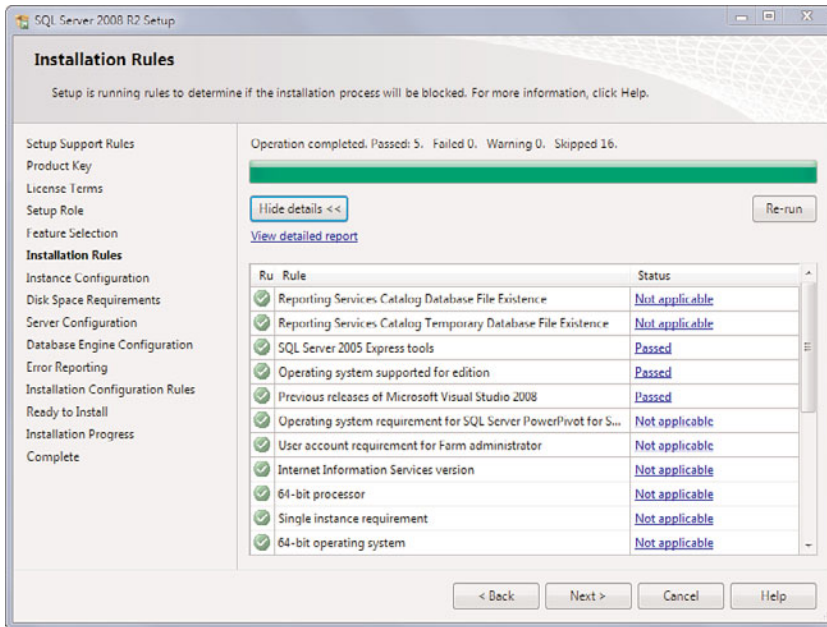 SQL Server 2008 R2 Setup
Installation Rules
Setup is running rules to determine if the installation process will be blocked. For more information, click Help.
Setup Support Rules
Product Key
License Terms
Setup Role
Feature Selection
Installation Rules
Instance Configuration
Disk Space Requirements
Server Configuration
Database Engine Configuration
Error Reporting
Installation Configuration Rules
Ready to Install
Installation Progress
Complete
Operation completed. Passed: 5. Failed 0. Warning 0. Skipped 16.
Hide details << Re-run
View detailed report
Ru Rule Status
Reporting Services Catalog Database File Existence Not applicable
Reporting Services Catalog Temporary Database File Existence Not applicable
SQL Server 2005 Express tools Passed
Operating system supported for edition Passed
Previous releases of Microsoft Visual Studio 2008 Passed
Operating system requirement for SQL Server PowerPivot for S... Not applicable
User account requirement for Farm administrator Not applicable
Internet Information Services version Not applicable
64-bit processor Not applicable
Single instance requirement Not applicable
64-bit operating system Not applicable
< Back Next > Cancel Help